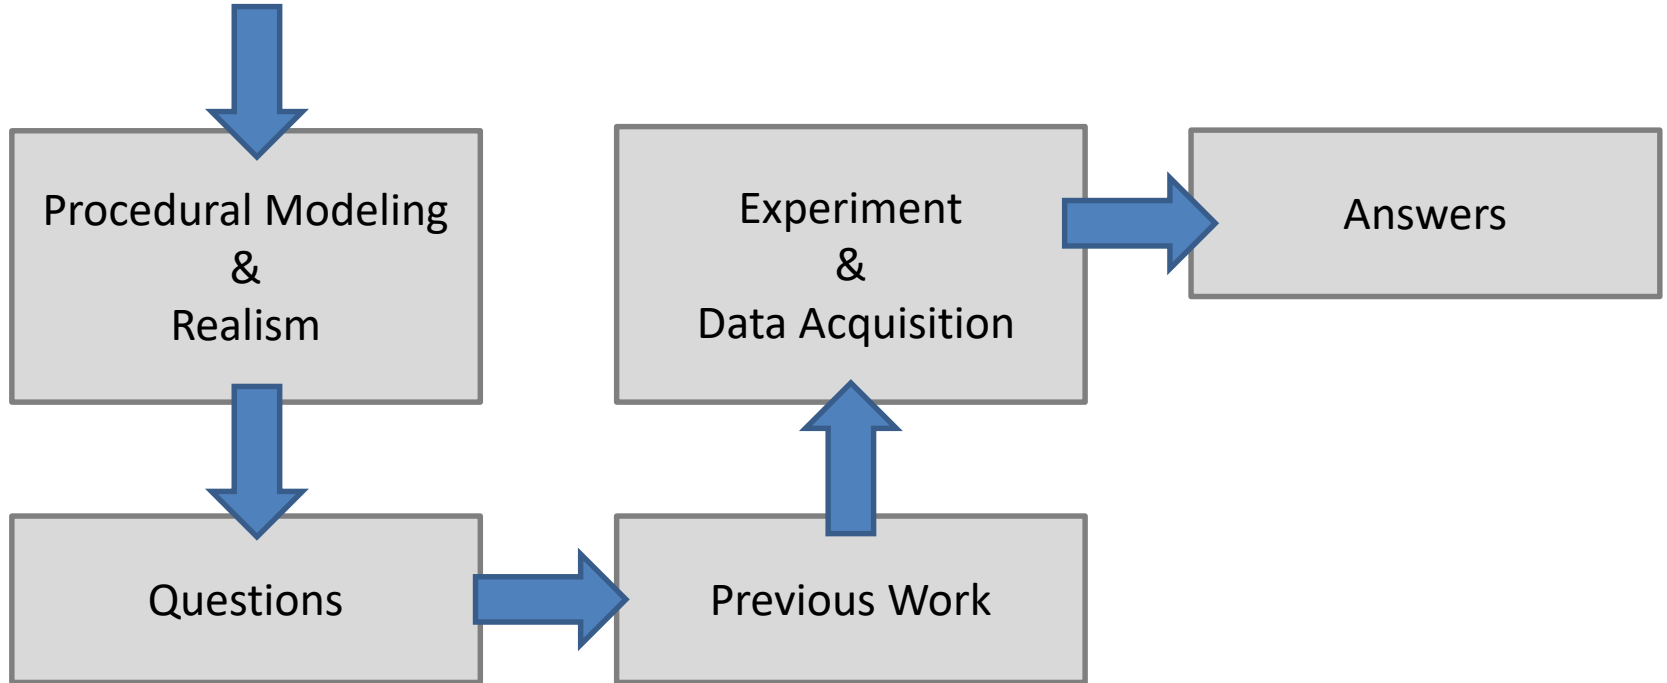 Procedural Modeling
&
Realism
Questions
Previous Work
Experiment
&
Data Acquisition
Answers